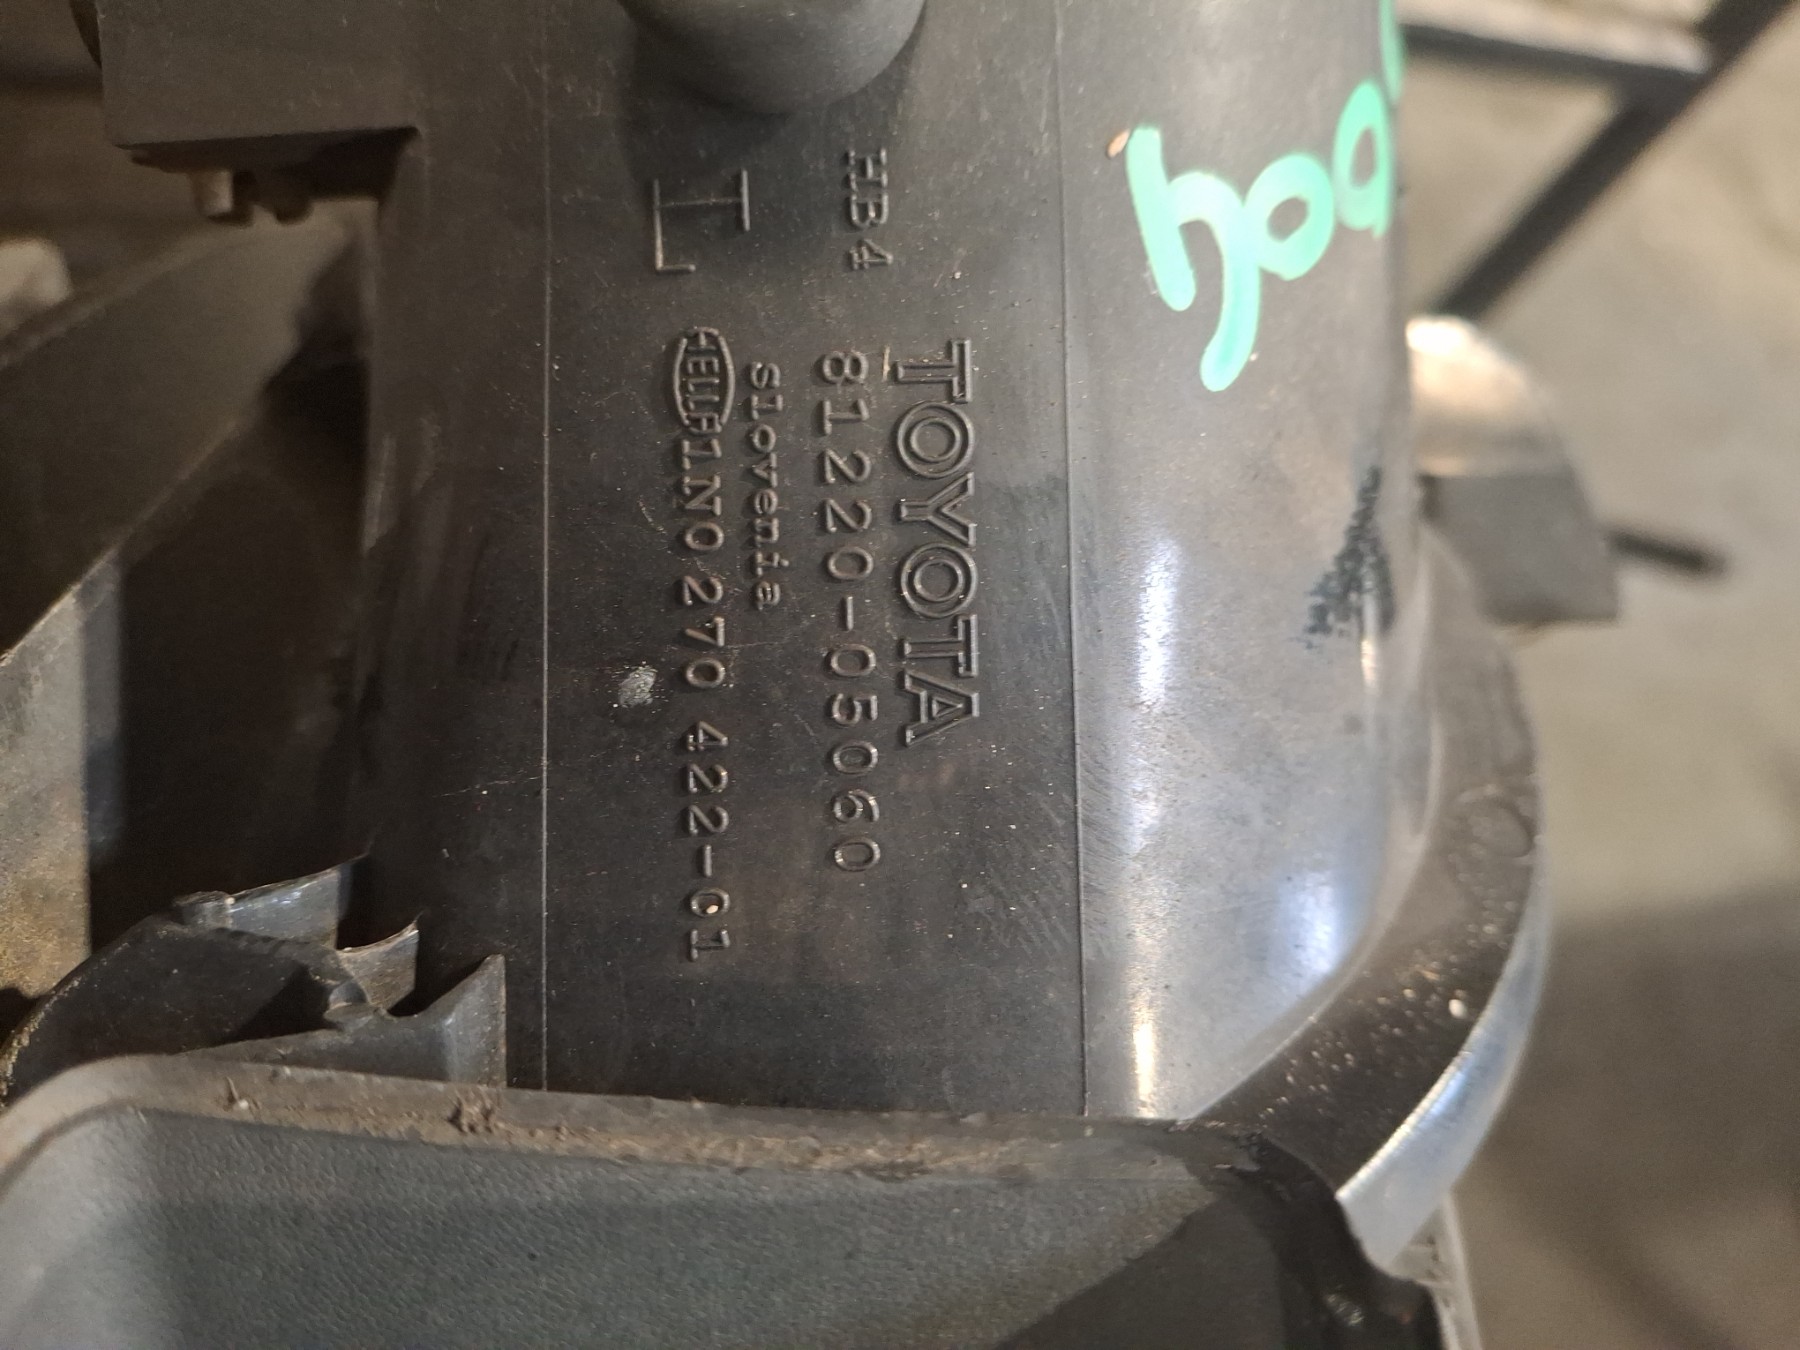 HB4
I L
TOYOTA
81220-05060
Slovenia
HELLA 1N0 270 422-01